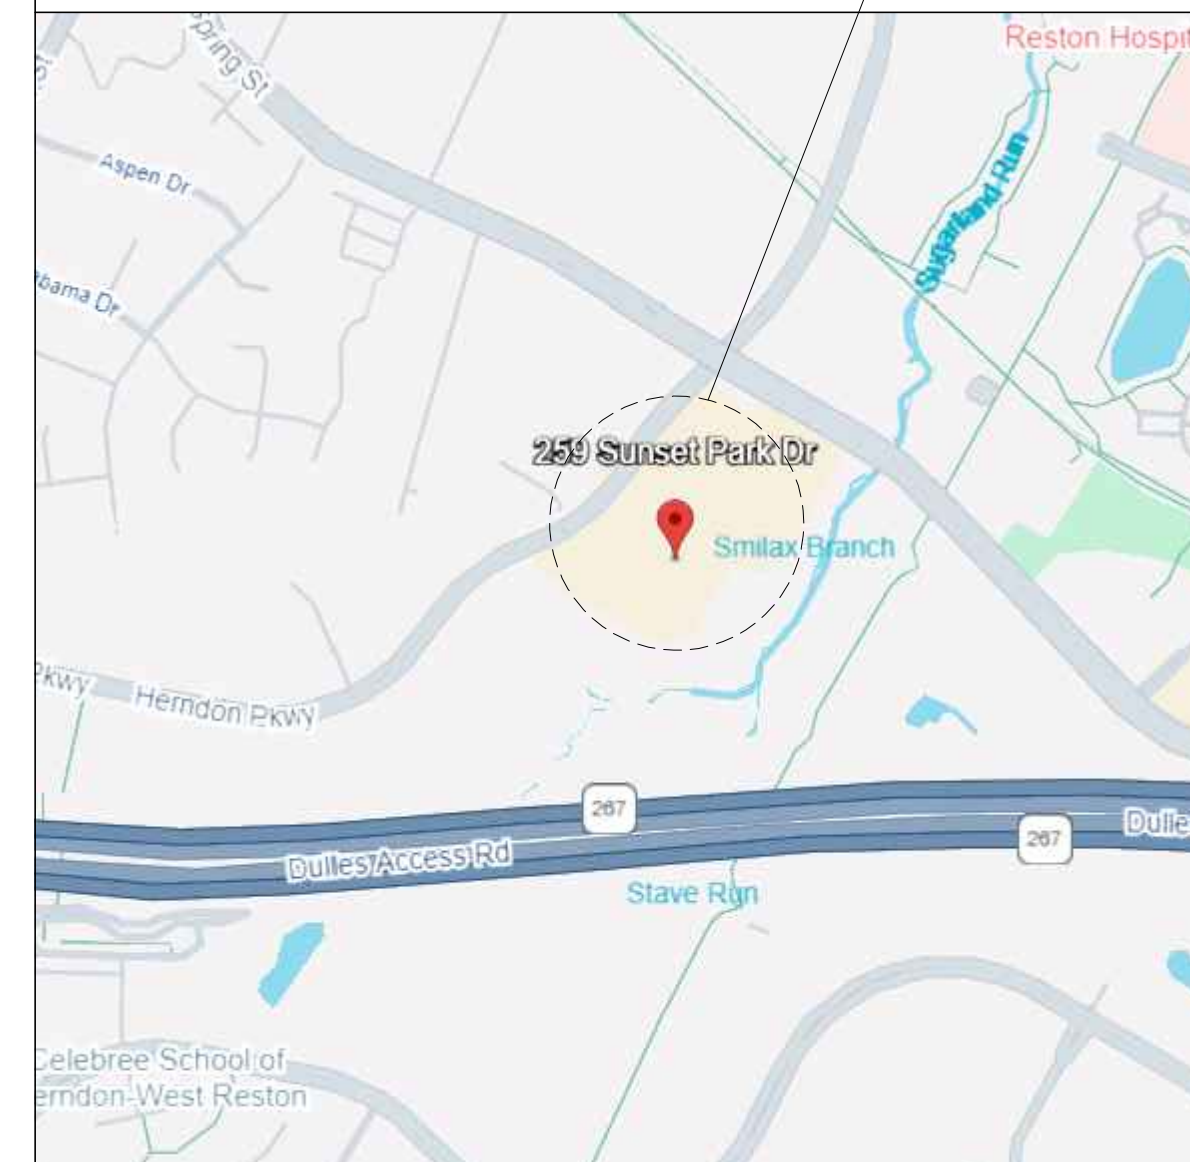 Reston Hospit
Spring St
Aspen Dr
Sugarland Run
bama Dr
259 Sunset Park Dr
Smilax Branch
Pkwy
Herndon Pkwy
267
Dulles Access Rd
267
Dulle
Stave Run
Celebree School of
erndon-West Reston